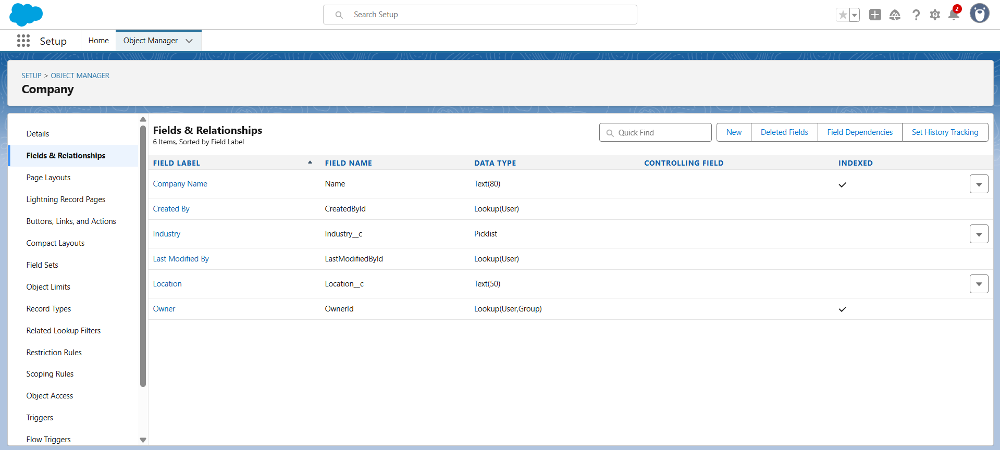 Search Setup
2
Setup
Home
Object Manager
SETUP > OBJECT MANAGER
Company
Details
Fields & Relationships
Page Layouts
Lightning Record Pages
Buttons, Links, and Actions
Compact Layouts
Field Sets
Object Limits
Record Types
Related Lookup Filters
Restriction Rules
Scoping Rules
Object Access
Triggers
Flow Triggers
Fields & Relationships
6 Items, Sorted by Field Label
Quick Find
New
Deleted Fields
Field Dependencies
Set History Tracking
FIELD LABEL FIELD NAME DATA TYPE CONTROLLING FIELD INDEXED
Company Name Name Text(80)
Created By CreatedById Lookup(User)
Industry Industry__c Picklist
Last Modified By LastModifiedById Lookup(User)
Location Location__c Text(50)
Owner OwnerId Lookup(User,Group)